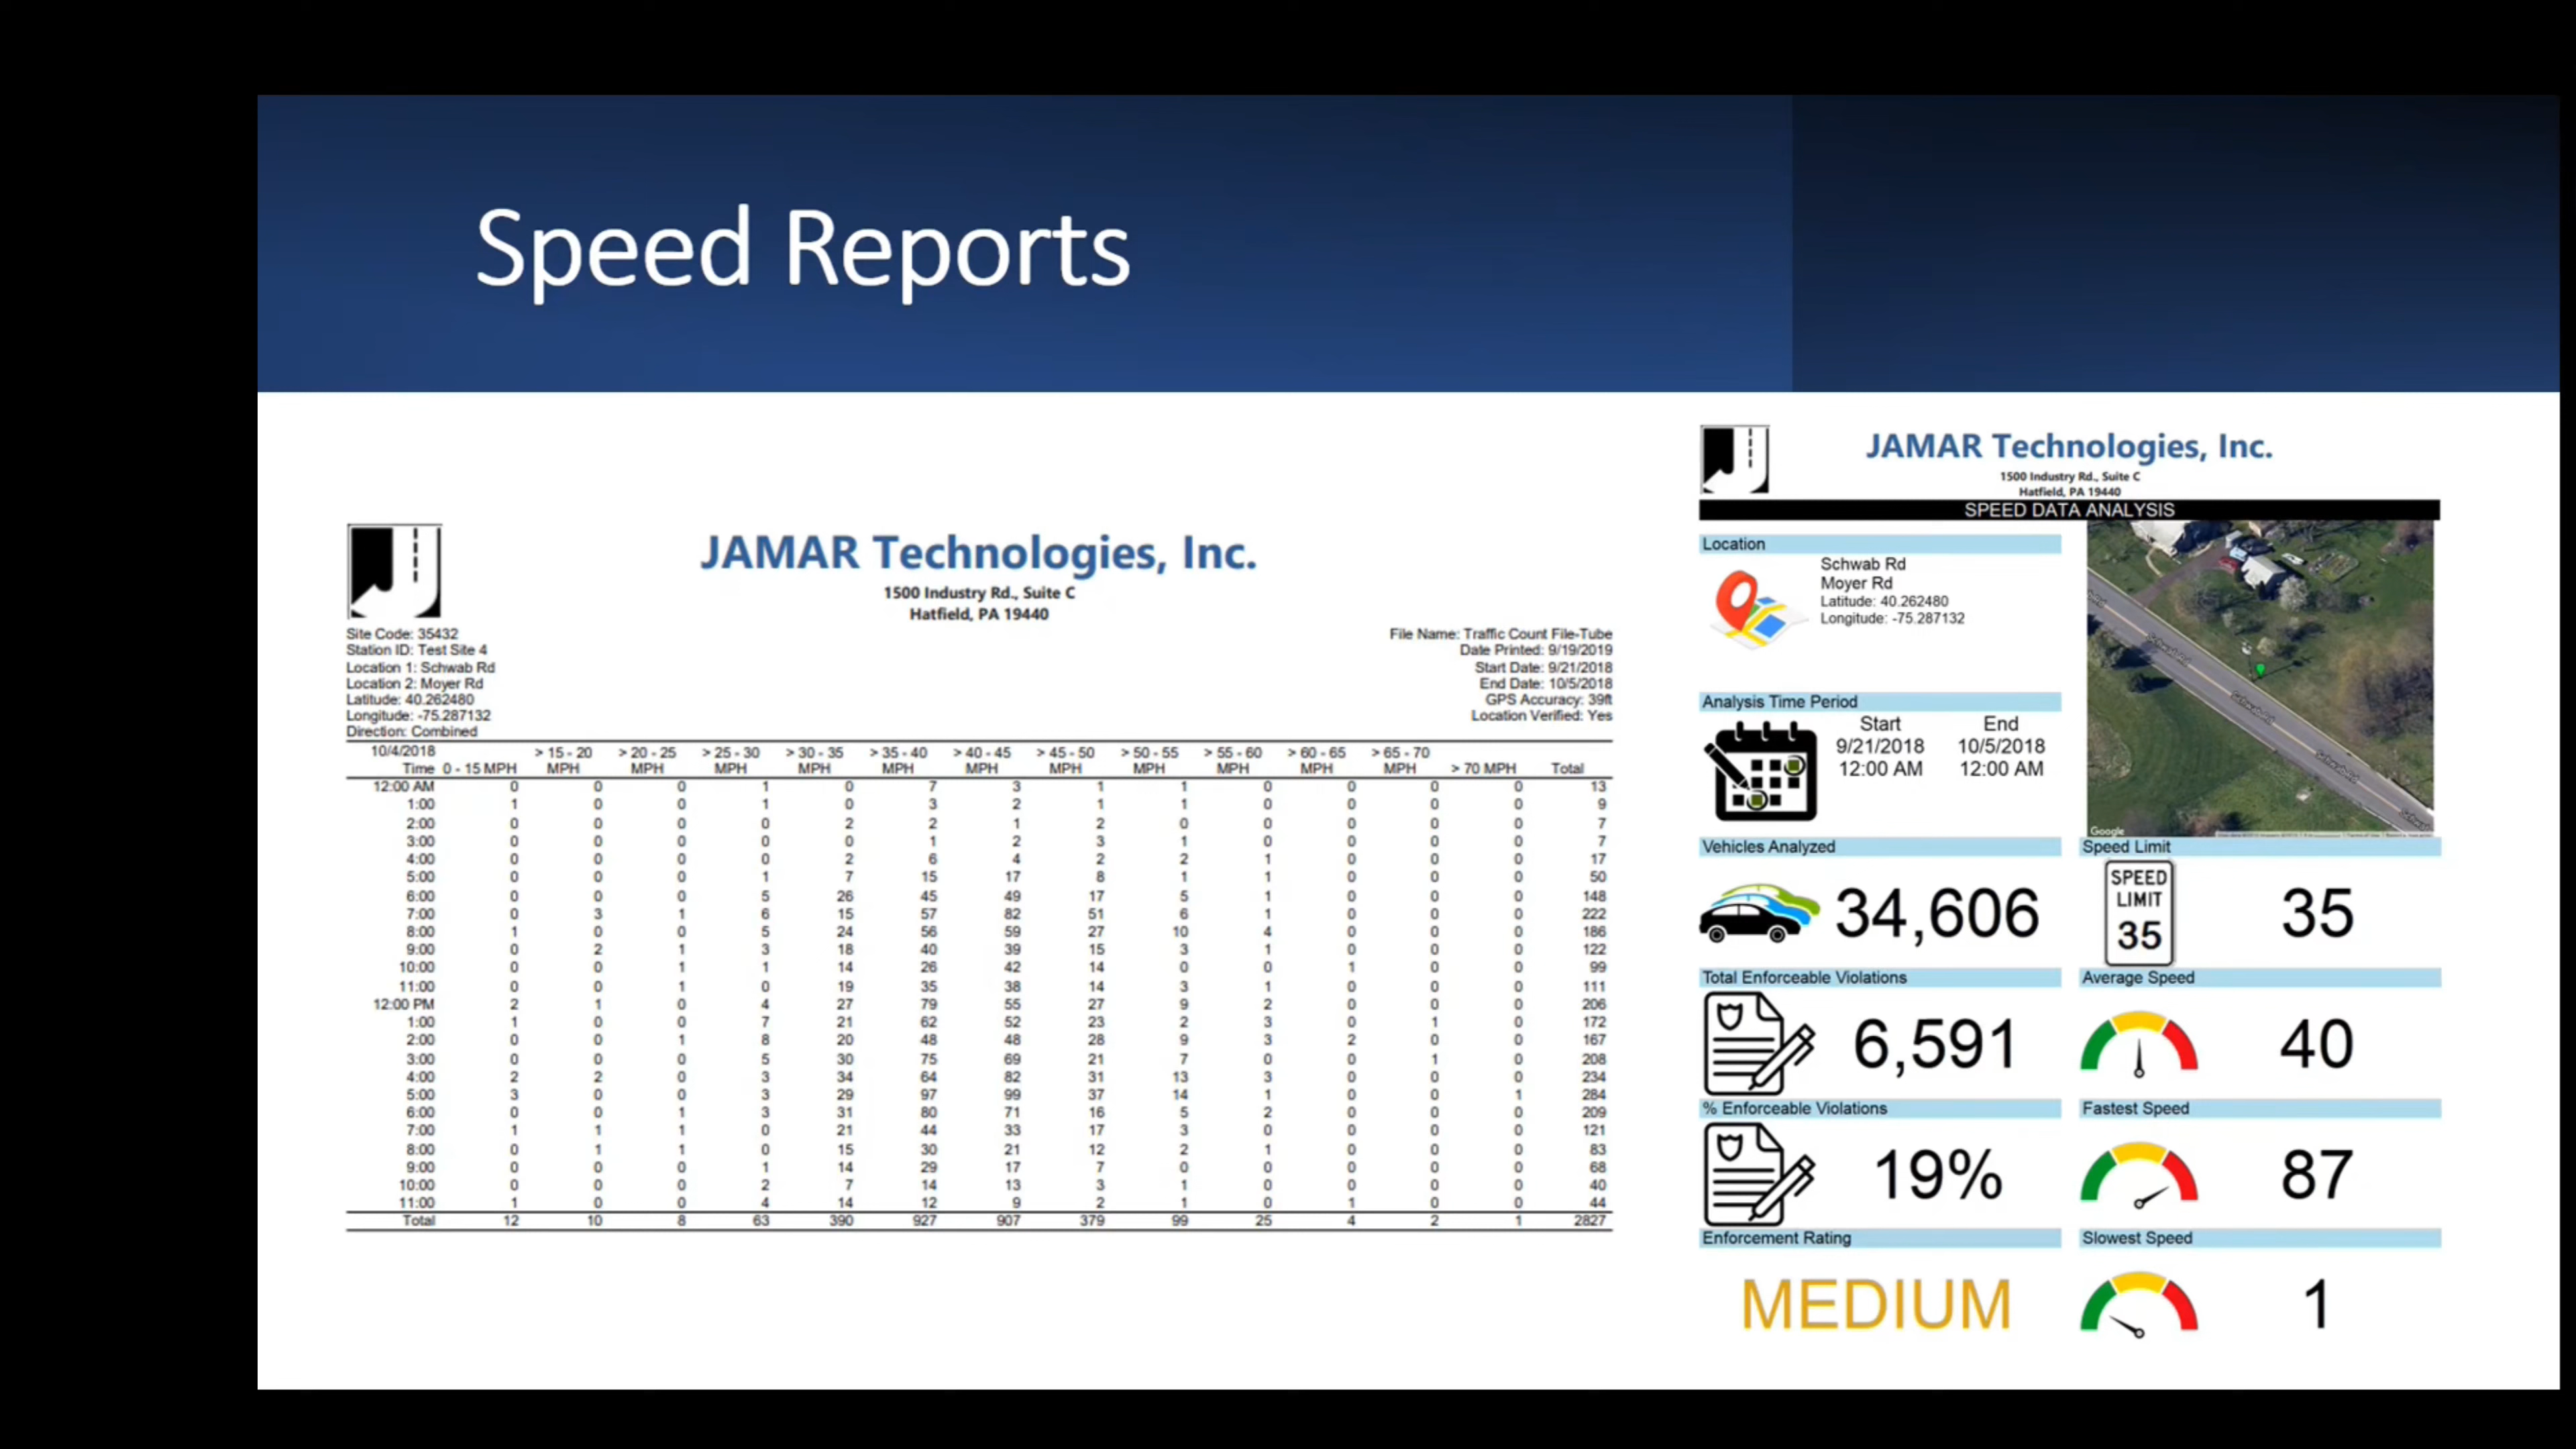 Speed Reports
JAMAR Technologies, Inc.
1500 Industry Rd., Suite C
Hatfield, PA 19440
Site Code: 35432
Station ID: Test Site 4
Location 1: Schwab Rd
Location 2: Moyer Rd
Latitude: 40.262480
Longitude: -75.287132
Direction: Combined
File Name: Traffic Count File-Tube
Date Printed: 9/19/2019
Start Date: 9/21/2018
End Date: 10/5/2018
GPS Accuracy: 39ft
Location Verified: Yes
10/4/2018 > 15 - 20 > 20 - 25 > 25 - 30 > 30 - 35 > 35 - 40 > 40 - 45 > 45 - 50 > 50 - 55 > 55 - 60 > 60 - 65 > 65 - 70
Time 0 - 15 MPH MPH MPH MPH MPH MPH MPH MPH MPH MPH MPH MPH > 70 MPH Total
12:00 AM 0 0 0 1 0 7 3 1 1 0 0 0 0 13
1:00 1 0 0 1 0 3 2 1 1 0 0 0 0 9
2:00 0 0 0 0 2 2 1 2 0 0 0 0 0 7
3:00 0 0 0 0 0 1 2 3 1 0 0 0 0 7
4:00 0 0 0 0 2 6 4 2 2 1 0 0 0 17
5:00 0 0 0 1 7 15 17 8 1 1 0 0 0 50
6:00 0 0 0 5 26 45 49 17 5 1 0 0 0 148
7:00 0 3 1 6 15 57 82 51 6 1 0 0 0 222
8:00 1 0 0 5 24 56 59 27 10 4 0 0 0 186
9:00 0 2 1 3 18 40 39 15 3 1 0 0 0 122
10:00 0 0 1 1 14 26 42 14 0 0 1 0 0 99
11:00 0 0 1 0 19 35 38 14 3 1 0 0 0 111
12:00 PM 2 1 0 4 27 79 55 27 9 2 0 0 0 206
1:00 1 0 0 7 21 62 52 23 2 3 0 1 0 172
2:00 0 0 1 8 20 48 48 28 9 3 2 0 0 167
3:00 0 0 0 5 30 75 69 21 7 0 0 1 0 208
4:00 2 2 0 3 34 64 82 31 13 3 0 0 0 234
5:00 3 0 0 3 29 97 99 37 14 1 0 0 1 284
6:00 0 0 1 3 31 80 71 16 5 2 0 0 0 209
7:00 1 1 1 0 21 44 33 17 3 0 0 0 0 121
8:00 0 1 1 0 15 30 21 12 2 1 0 0 0 83
9:00 0 0 0 1 14 29 17 7 0 0 0 0 0 68
10:00 0 0 0 2 7 14 13 3 1 0 0 0 0 40
11:00 1 0 0 4 14 12 9 2 1 0 1 0 0 44
Total 12 10 8 63 390 927 907 379 99 25 4 2 1 2827
JAMAR Technologies, Inc.
1500 Industry Rd., Suite C
Hatfield, PA 19440
SPEED DATA ANALYSIS
Location
Schwab Rd
Moyer Rd
Latitude: 40.262480
Longitude: -75.287132
Schwab Rd
Schwab Rd
Schwab Rd
Google
Analysis Time Period
Start End
9/21/2018 10/5/2018
12:00 AM 12:00 AM
Vehicles Analyzed
34,606
Speed Limit
SPEED
LIMIT
35
35
Total Enforceable Violations
6,591
Average Speed
40
% Enforceable Violations
19%
Fastest Speed
87
Enforcement Rating
MEDIUM
Slowest Speed
1